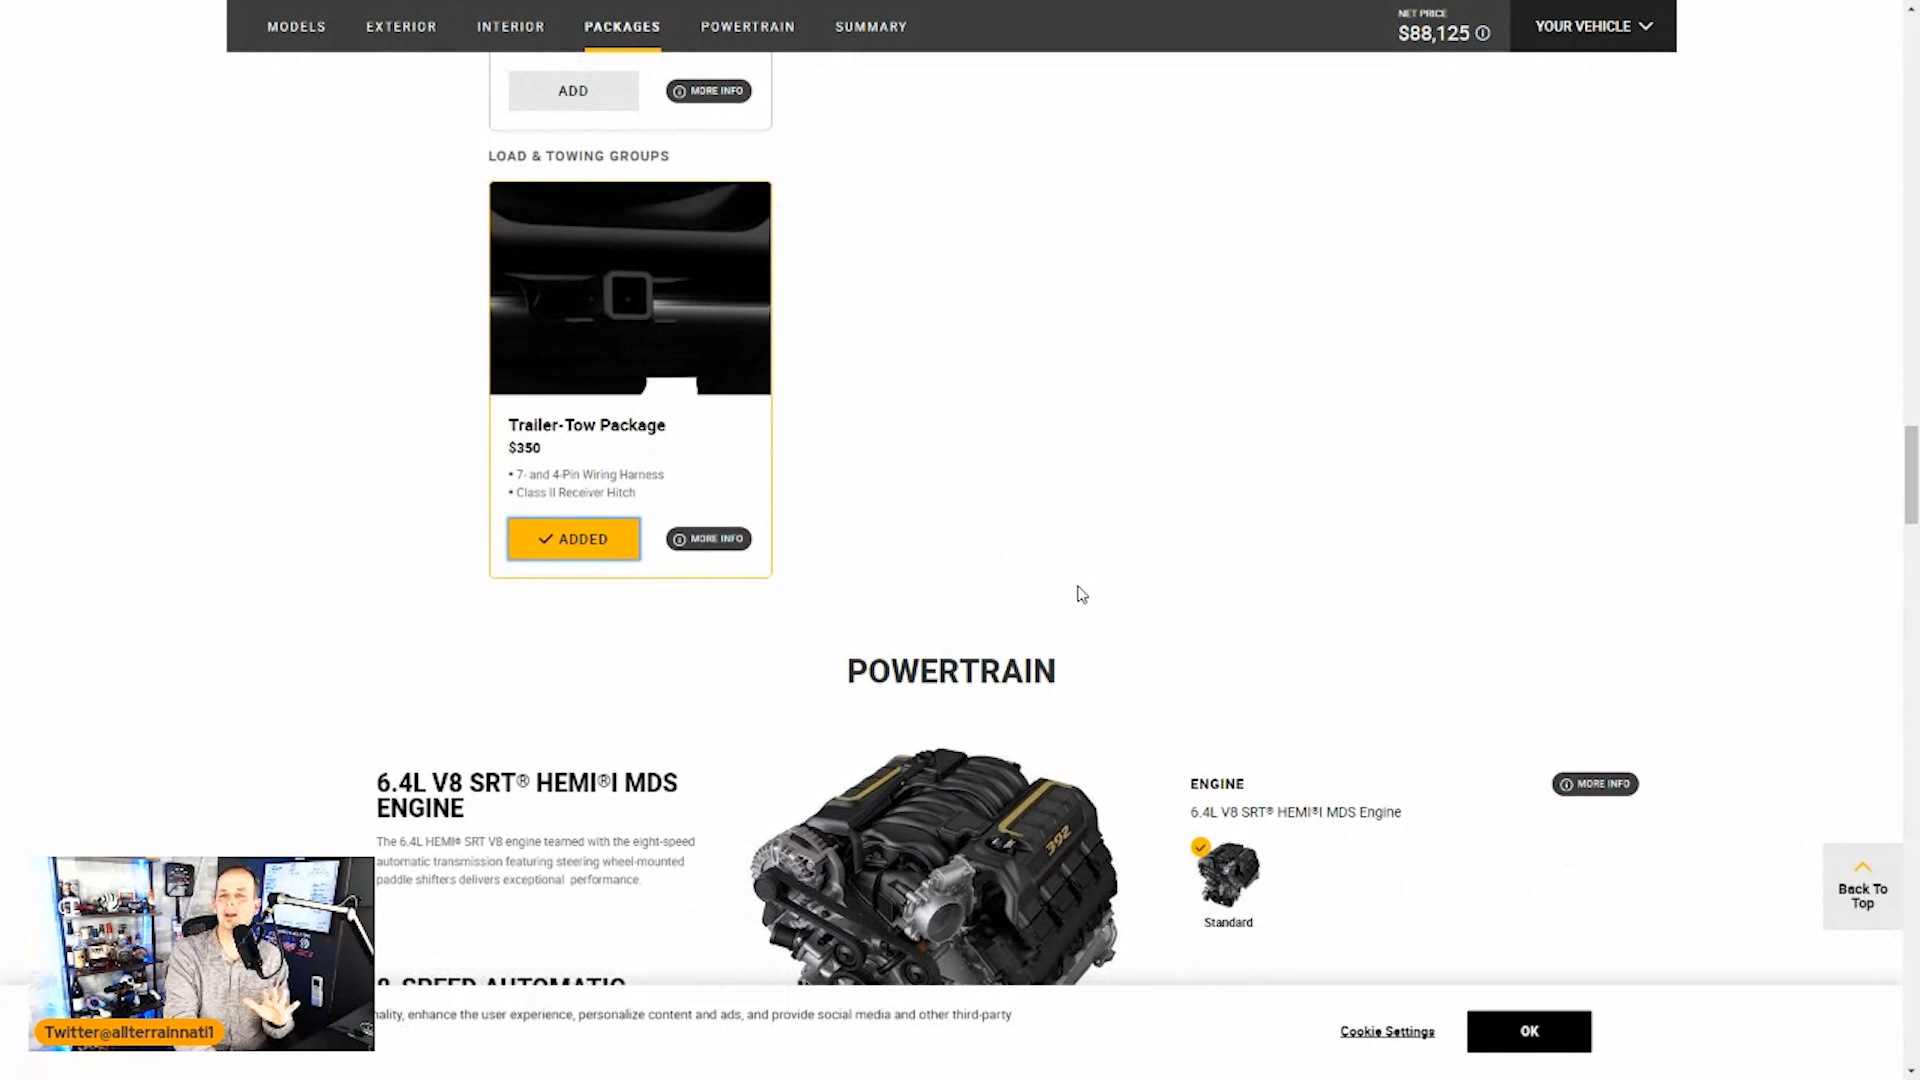 MODELS
EXTERIOR
INTERIOR
PACKAGES
POWERTRAIN
SUMMARY
NET PRICE
$88,125
YOUR VEHICLE
ADD
MORE INFO
LOAD & TOWING GROUPS
Trailer-Tow Package
$350
• 7- and 4-Pin Wiring Harness
• Class II Receiver Hitch
ADDED
MORE INFO
POWERTRAIN
6.4L V8 SRT® HEMI®I MDS
ENGINE
The 6.4L HEMI® SRT V8 engine teamed with the eight-speed
automatic transmission featuring steering wheel-mounted
paddle shifters delivers exceptional performance.
392
ENGINE
MORE INFO
6.4L V8 SRT® HEMI®I MDS Engine
Standard
Back To
Top
8-SPEED AUTOMATIC
nality, enhance the user experience, personalize content and ads, and provide social media and other third-party
Cookie Settings
OK
Twitter@allterrainnati1